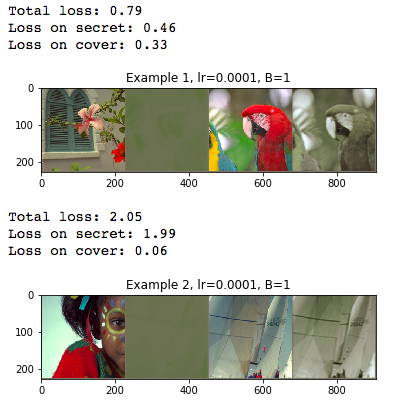 Total loss: 0.79
Loss on secret: 0.46
Loss on cover: 0.33
Example 1, lr=0.0001, B=1
0
100
200
0 200 400 600 800
Total loss: 2.05
Loss on secret: 1.99
Loss on cover: 0.06
Example 2, lr=0.0001, B=1
0
100
200
0 200 400 600 800